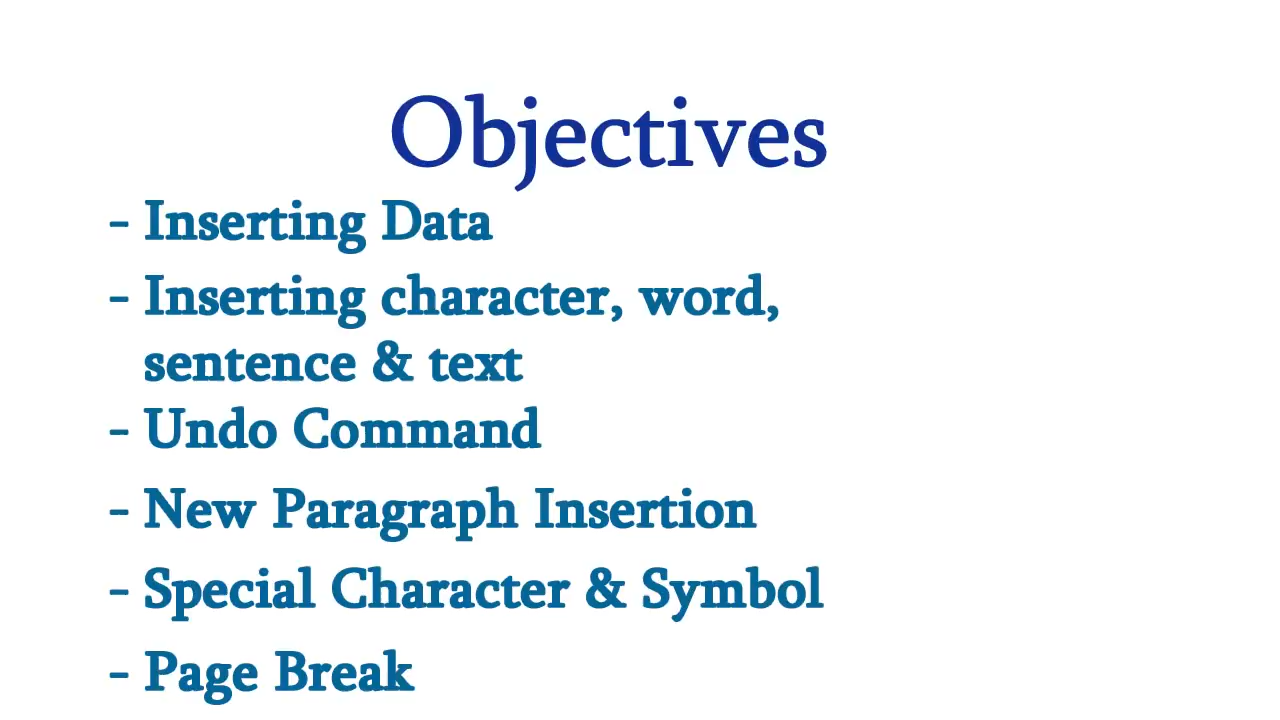 Objectives
- Inserting Data
- Inserting character, word,
sentence & text
- Undo Command
- New Paragraph Insertion
- Special Character & Symbol
- Page Break